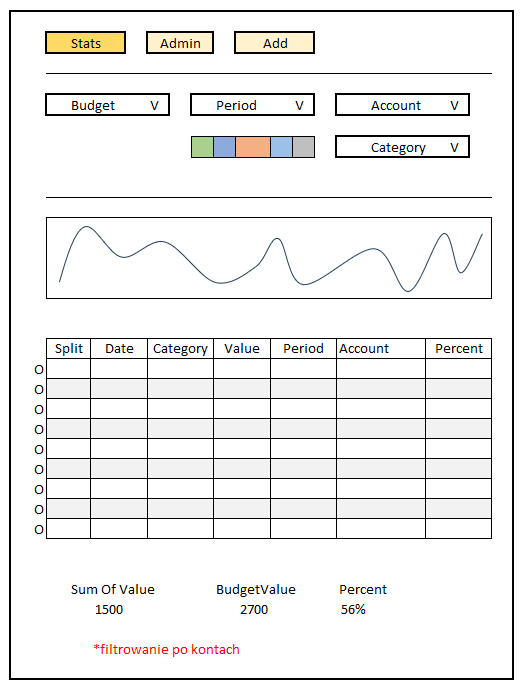 Stats Admin Add
Budget V Period V Account V
Category V
Split Date Category Value Period Account Percent
O
O
O
O
O
O
O
O
O
Sum Of Value BudgetValue Percent
1500 2700 56%
*filtrowanie po kontach